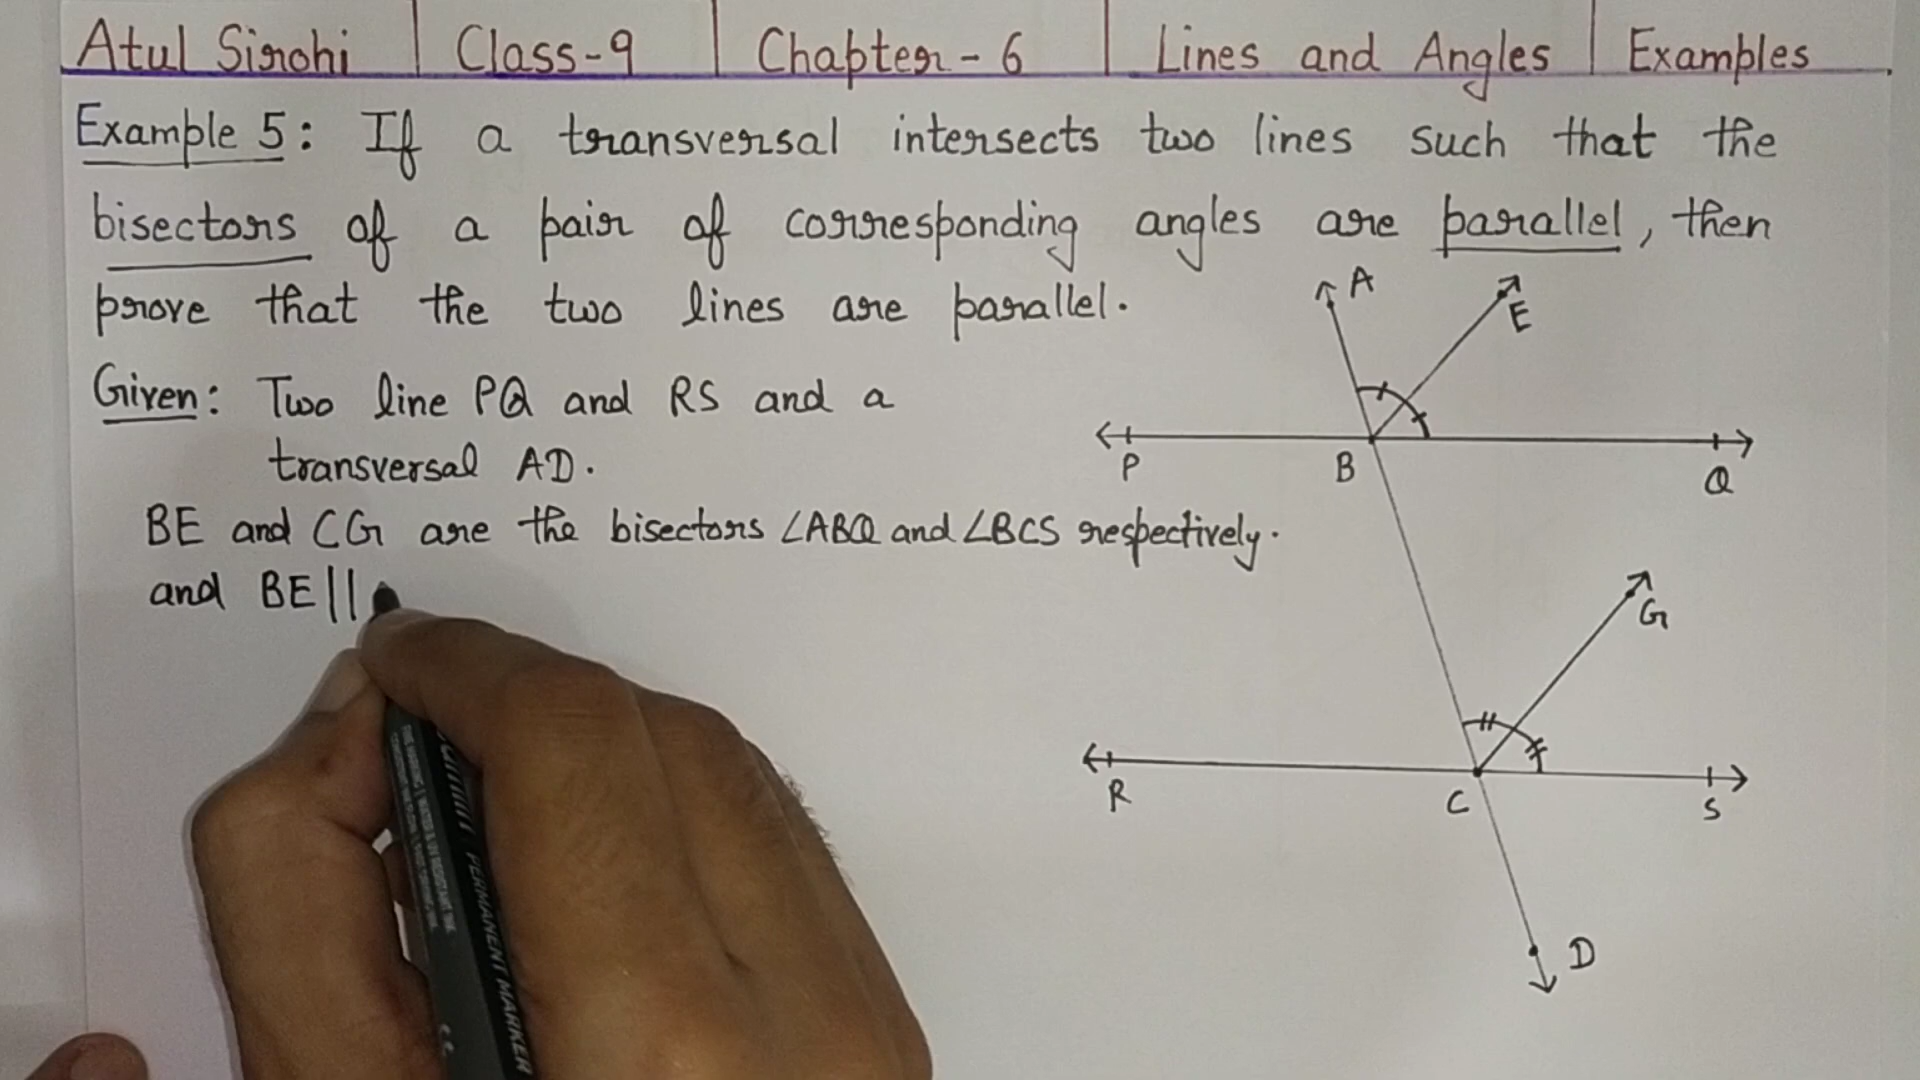 Atul Sirohi | Class-9 | Chapter-6 | Lines and Angles | Examples
Example 5: If a transversal intersects two lines such that the
bisectors of a pair of corresponding angles are parallel, then
prove that the two lines are parallel.
A
E
Given: Two line PQ and RS and a
P B Q
transversal AD.
BE and CG are the bisectors ∠ABQ and ∠BCS respectively.
and BE||
G
R C S
D
PERMANENT MARKER